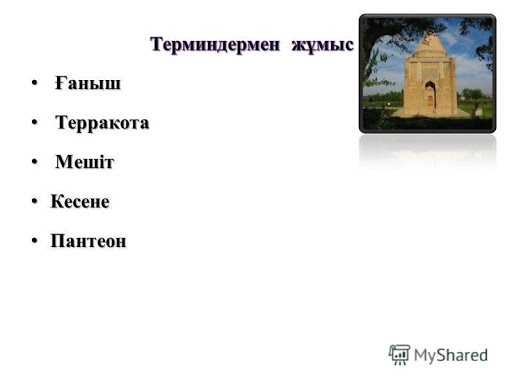 Терминдермен жұмыс
• Ғаныш
• Терракота
• Мешіт
• Кесене
• Пантеон
MyShared